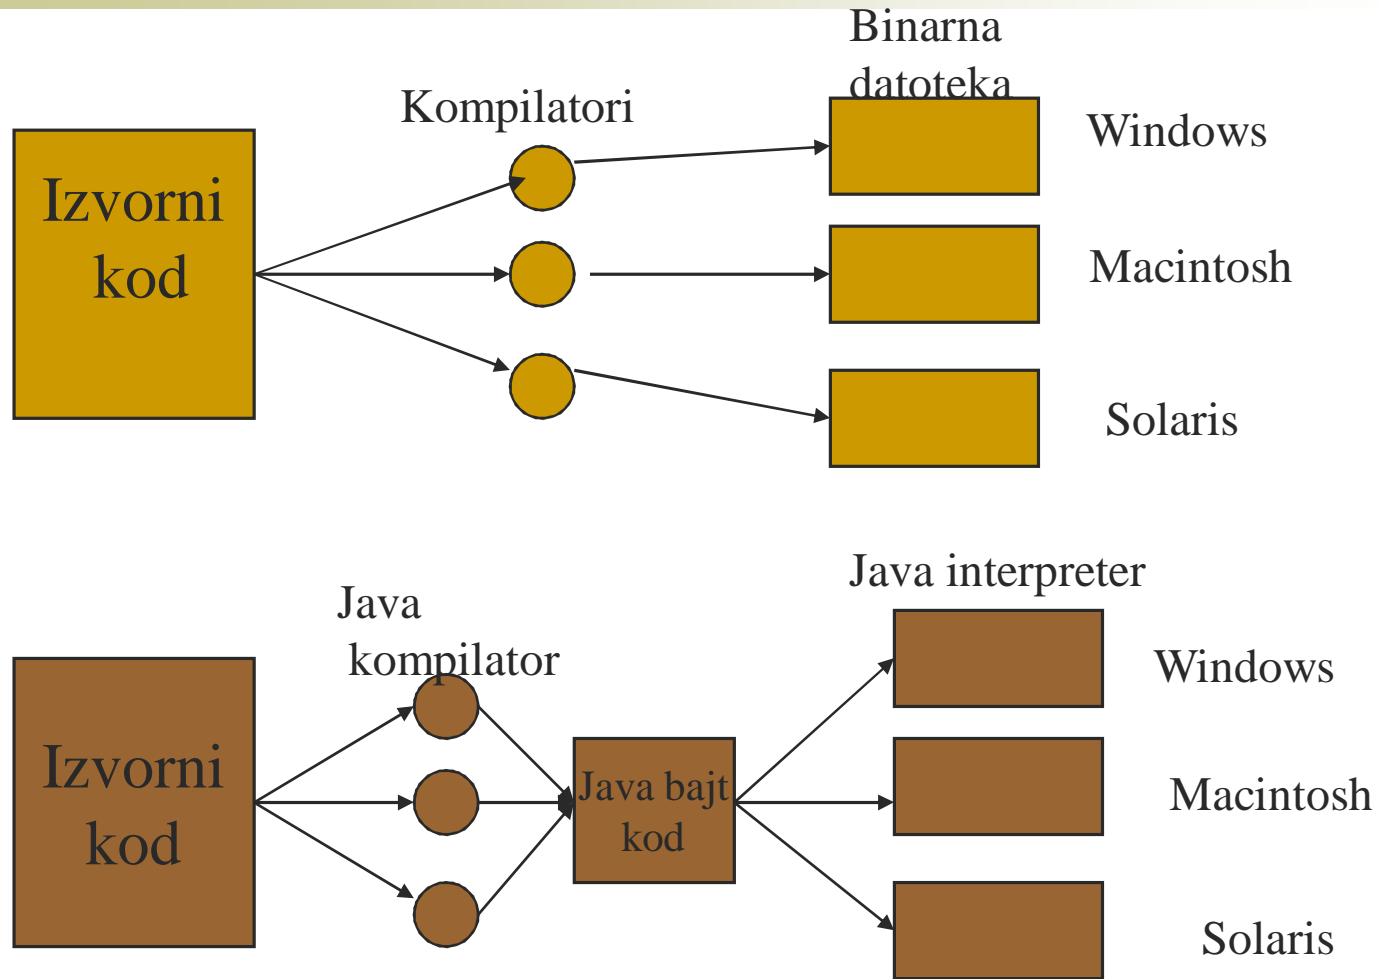 Binarna
datoteka
Kompilatori
Windows
Izvorni
kod
Macintosh
Solaris
Java interpreter
Java
kompilator
Windows
Izvorni
kod
Java bajt
kod
Macintosh
Solaris